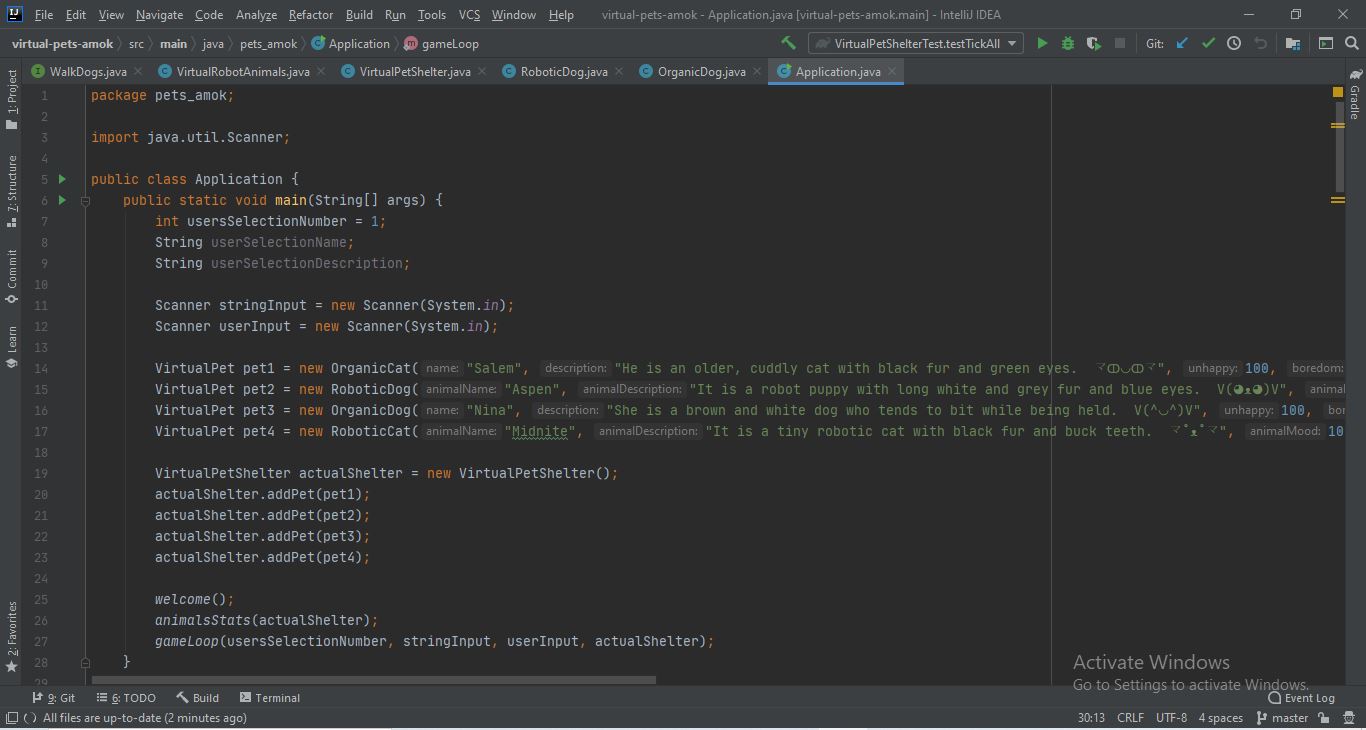 File Edit View Navigate Code Analyze Refactor Build Run Tools VCS Window Help virtual-pets-amok - Application.java [virtual-pets-amok.main] - IntelliJ IDEA
virtual-pets-amok src main java pets_amok Application gameLoop VirtualPetShelterTest.testTickAll Git:
WalkDogs.java VirtualRobotAnimals.java VirtualPetShelter.java RoboticDog.java OrganicDog.java Application.java
1: Project
7: Structure
Commit
Learn
2: Favorites
Gradle
1 package pets_amok;
2
3 import java.util.Scanner;
4
5 public class Application {
6 public static void main(String[] args) {
7 int usersSelectionNumber = 1;
8 String userSelectionName;
9 String userSelectionDescription;
10
11 Scanner stringInput = new Scanner(System.in);
12 Scanner userInput = new Scanner(System.in);
13
14 VirtualPet pet1 = new OrganicCat( name: "Salem", description: "He is an older, cuddly cat with black fur and green eyes. ", unhappy: 100, boredom:
15 VirtualPet pet2 = new RoboticDog( animalName: "Aspen", animalDescription: "It is a robot puppy with long white and grey fur and blue eyes. V(◕ᴥ◕)V", animal
16 VirtualPet pet3 = new OrganicDog( name: "Nina", description: "She is a brown and white dog who tends to bit while being held. V(^◡^)V", unhappy: 100, bor
17 VirtualPet pet4 = new RoboticCat( animalName: "Midnite", animalDescription: "It is a tiny robotic cat with black fur and buck teeth. ", animalMood: 10
18
19 VirtualPetShelter actualShelter = new VirtualPetShelter();
20 actualShelter.addPet(pet1);
21 actualShelter.addPet(pet2);
22 actualShelter.addPet(pet3);
23 actualShelter.addPet(pet4);
24
25 welcome();
26 animalsStats(actualShelter);
27 gameLoop(usersSelectionNumber, stringInput, userInput, actualShelter);
28 }
29
Activate Windows
Go to Settings to activate Windows.
9: Git 6: TODO Build Terminal Event Log
All files are up-to-date (2 minutes ago) 30:13 CRLF UTF-8 4 spaces master